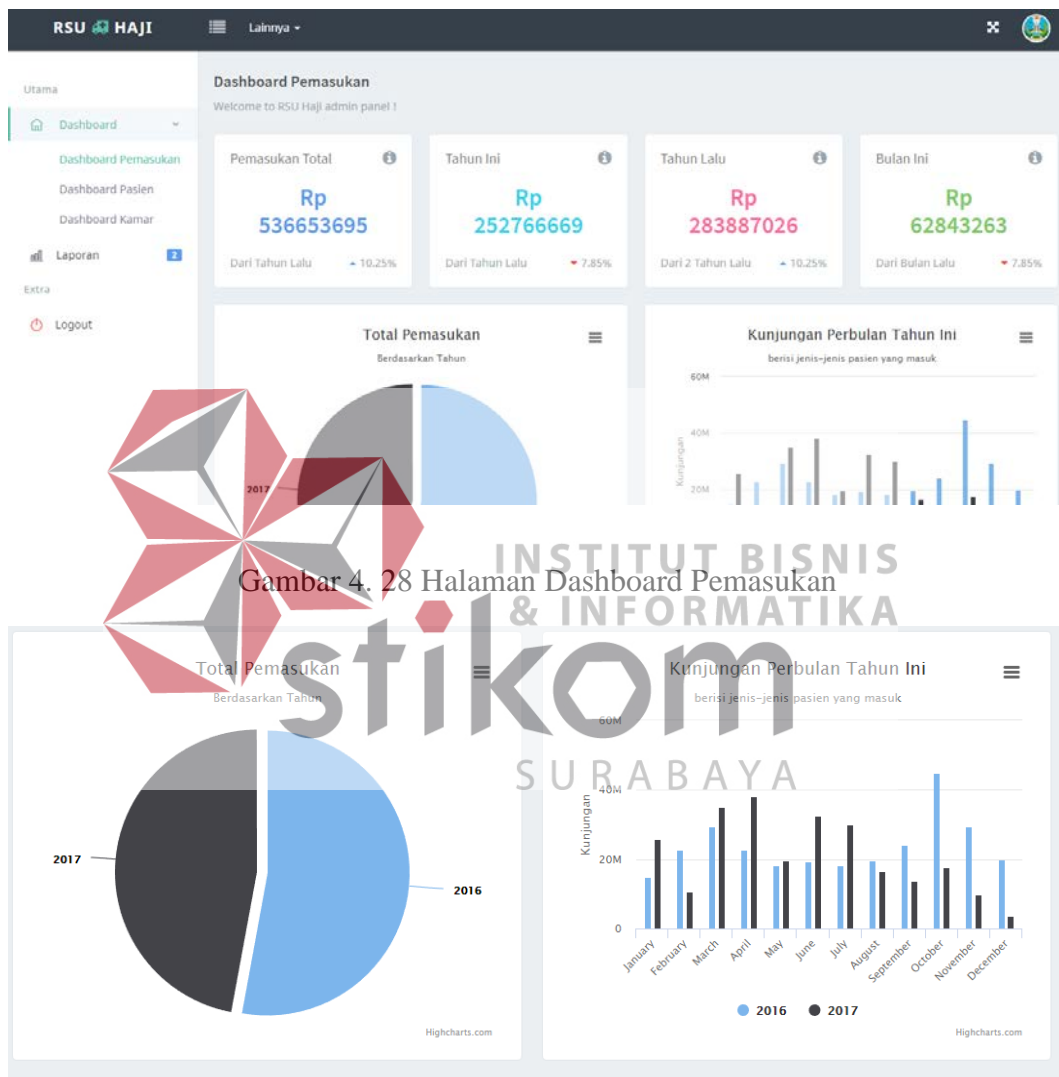 RSU HAJI
Lainnya
Utama
Dashboard
Dashboard Pemasukan
Dashboard Pasien
Dashboard Kamar
Laporan 2
Extra
Logout
Dashboard Pemasukan
Welcome to RSU Haji admin panel !
Pemasukan Total
Rp
536653695
Dari Tahun Lalu 10.25%
Tahun Ini
Rp
252766669
Dari Tahun Lalu 7.85%
Tahun Lalu
Rp
283887026
Dari 2 Tahun Lalu 10.25%
Bulan Ini
Rp
62843263
Dari Bulan Lalu 7.85%
Total Pemasukan
Berdasarkan Tahun
2017
Kunjungan Perbulan Tahun Ini
berisi jenis-jenis pasien yang masuk
60M
40M
20M
Kunjungan
Gambar 4. 28 Halaman Dashboard Pemasukan
INSTITUT BISNIS
& INFORMATIKA
stikom
SURABAYA
Total Pemasukan
Berdasarkan Tahun
2017
2016
Highcharts.com
Kunjungan Perbulan Tahun Ini
berisi jenis-jenis pasien yang masuk
60M
40M
20M
0
Kunjungan
January
February
March
April
May
June
July
August
September
October
November
December
2016 2017
Highcharts.com